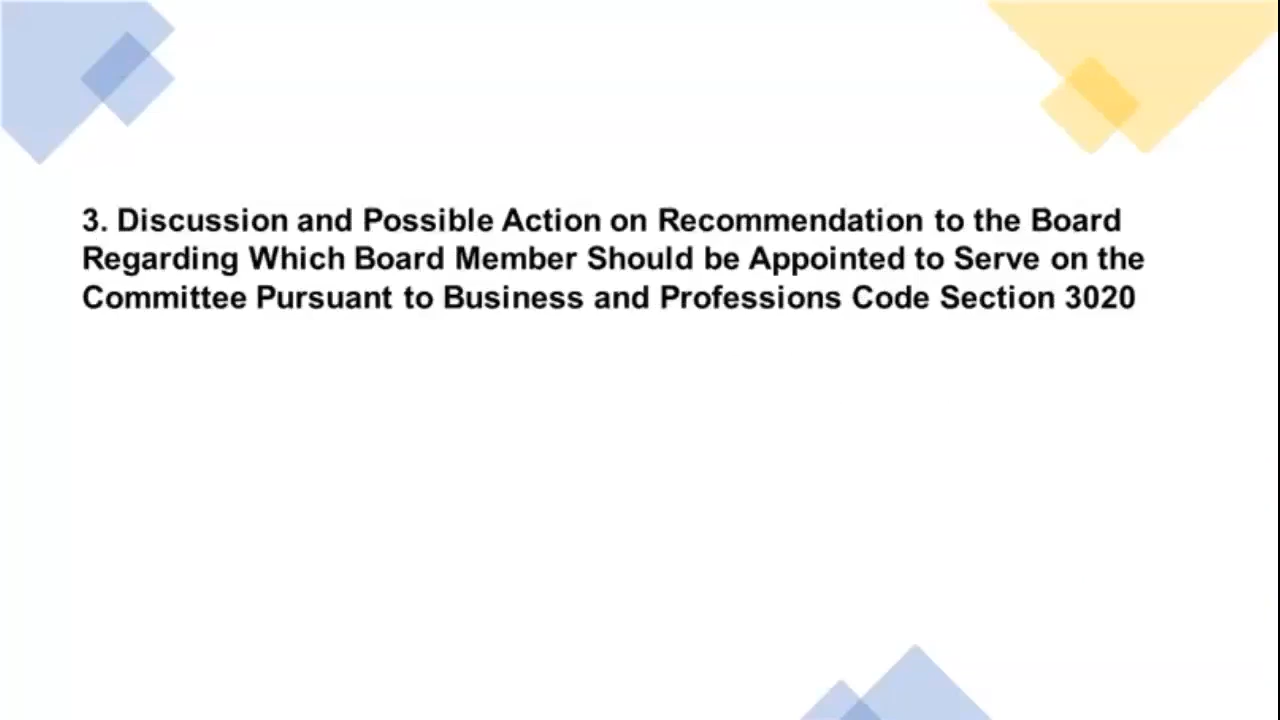 3. Discussion and Possible Action on Recommendation to the Board
Regarding Which Board Member Should be Appointed to Serve on the
Committee Pursuant to Business and Professions Code Section 3020